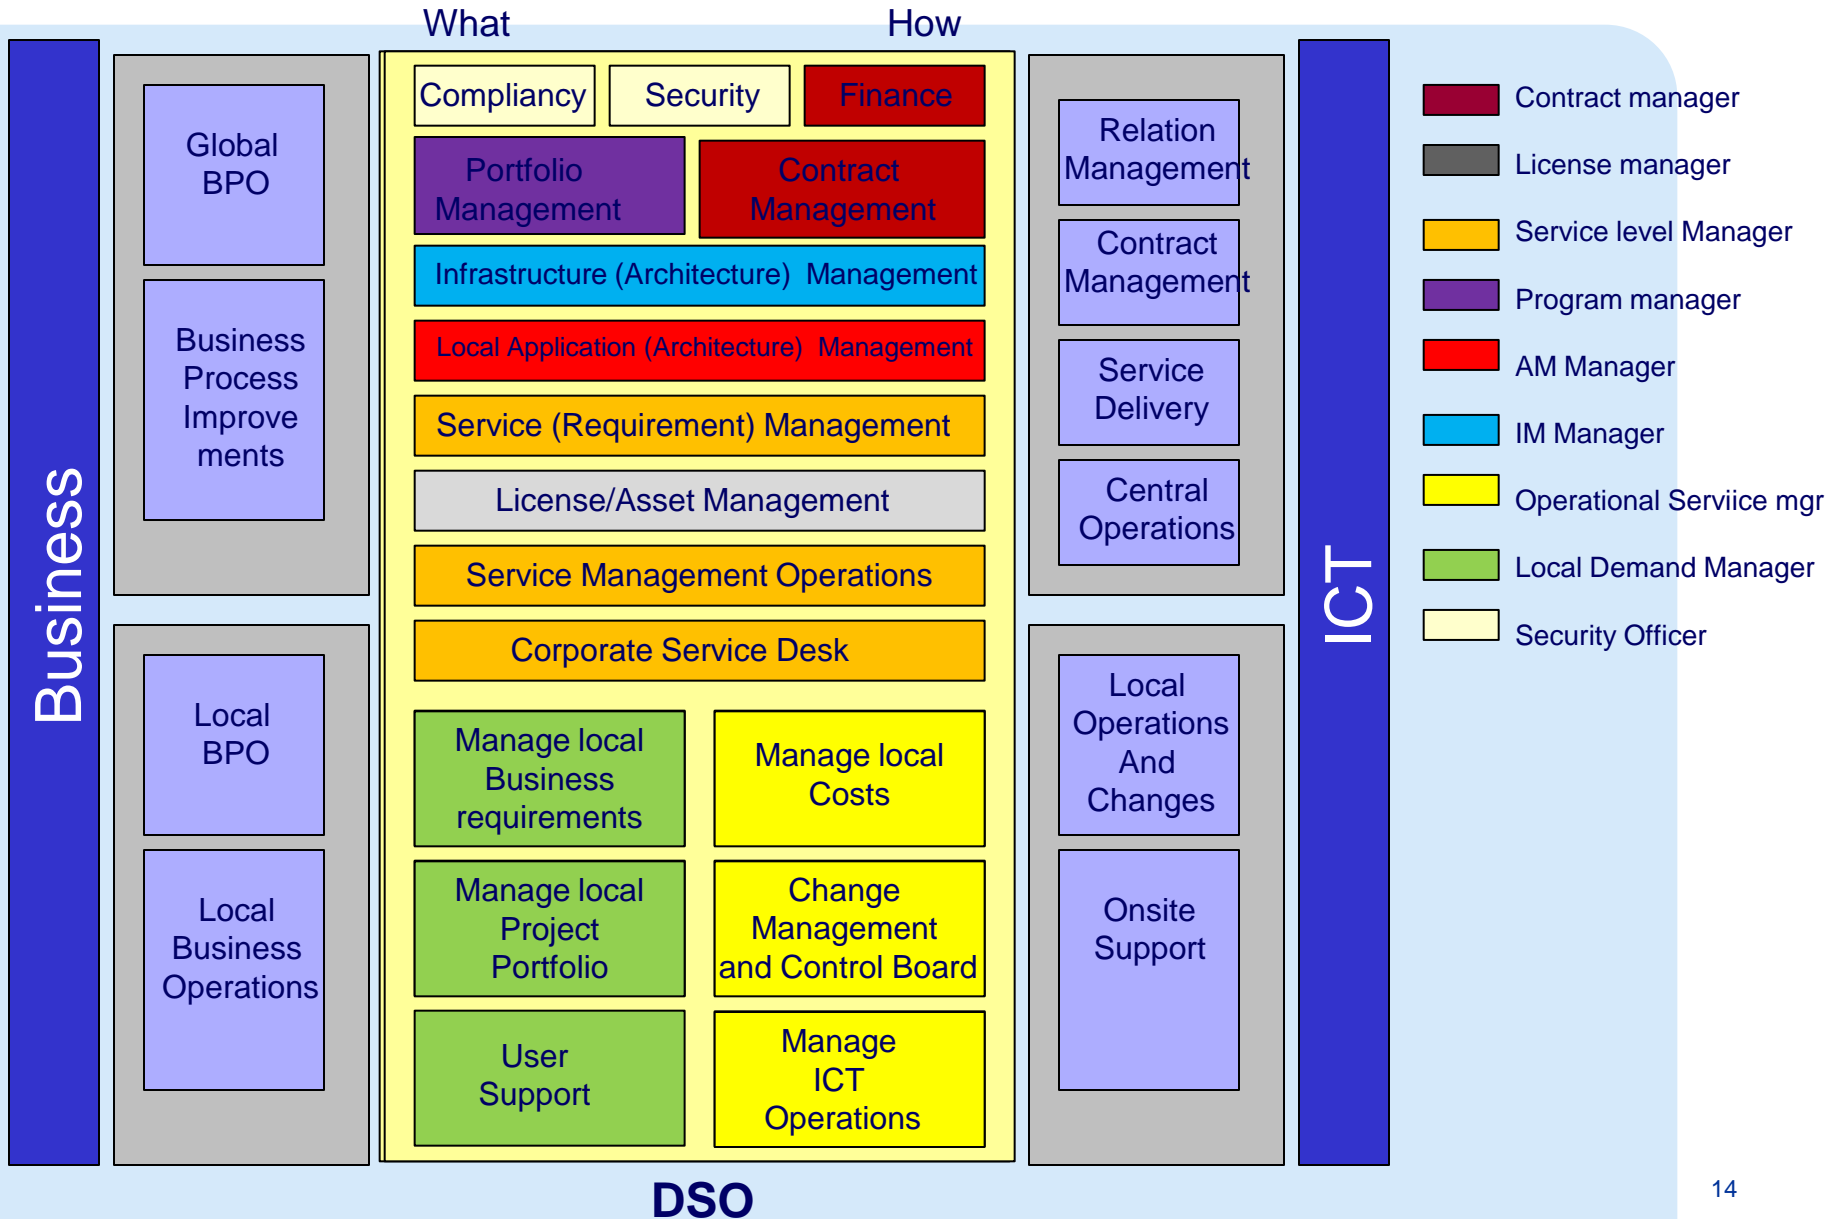 What
How
Business
Global
BPO
Business
Process
Improve
ments
Local
BPO
Local
Business
Operations
Compliancy
Security
Finance
Portfolio
Management
Contract
Management
Infrastructure (Architecture) Management
Local Application (Architecture) Management
Service (Requirement) Management
License/Asset Management
Service Management Operations
Corporate Service Desk
Manage local
Business
requirements
Manage local
Costs
Manage local
Project
Portfolio
Change
Management
and Control Board
User
Support
Manage
ICT
Operations
DSO
Relation
Management
Contract
Management
Service
Delivery
Central
Operations
Local
Operations
And
Changes
Onsite
Support
ICT
Contract manager
License manager
Service level Manager
Program manager
AM Manager
IM Manager
Operational Serviice mgr
Local Demand Manager
Security Officer
14